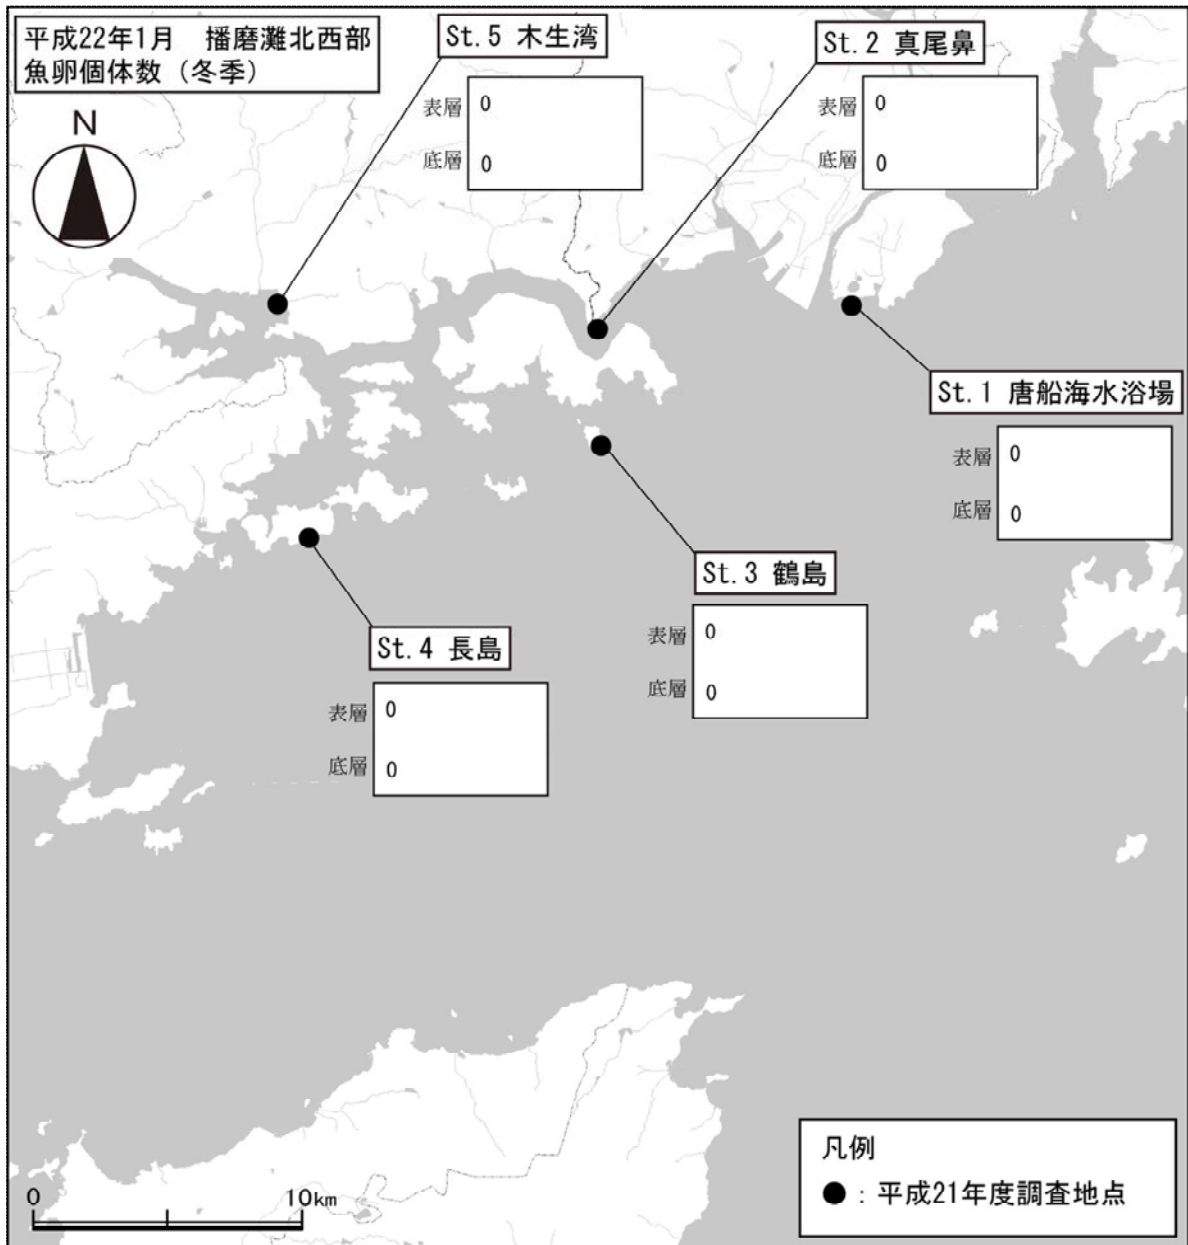 平成22年1月　播磨灘北西部
魚卵個体数（冬季）
N
St.5 木生湾
表層 0
底層 0
St.2 真尾鼻
表層 0
底層 0
St.1 唐船海水浴場
表層 0
底層 0
St.3 鶴島
表層 0
底層 0
St.4 長島
表層 0
底層 0
凡例
●：平成21年度調査地点
0 10km